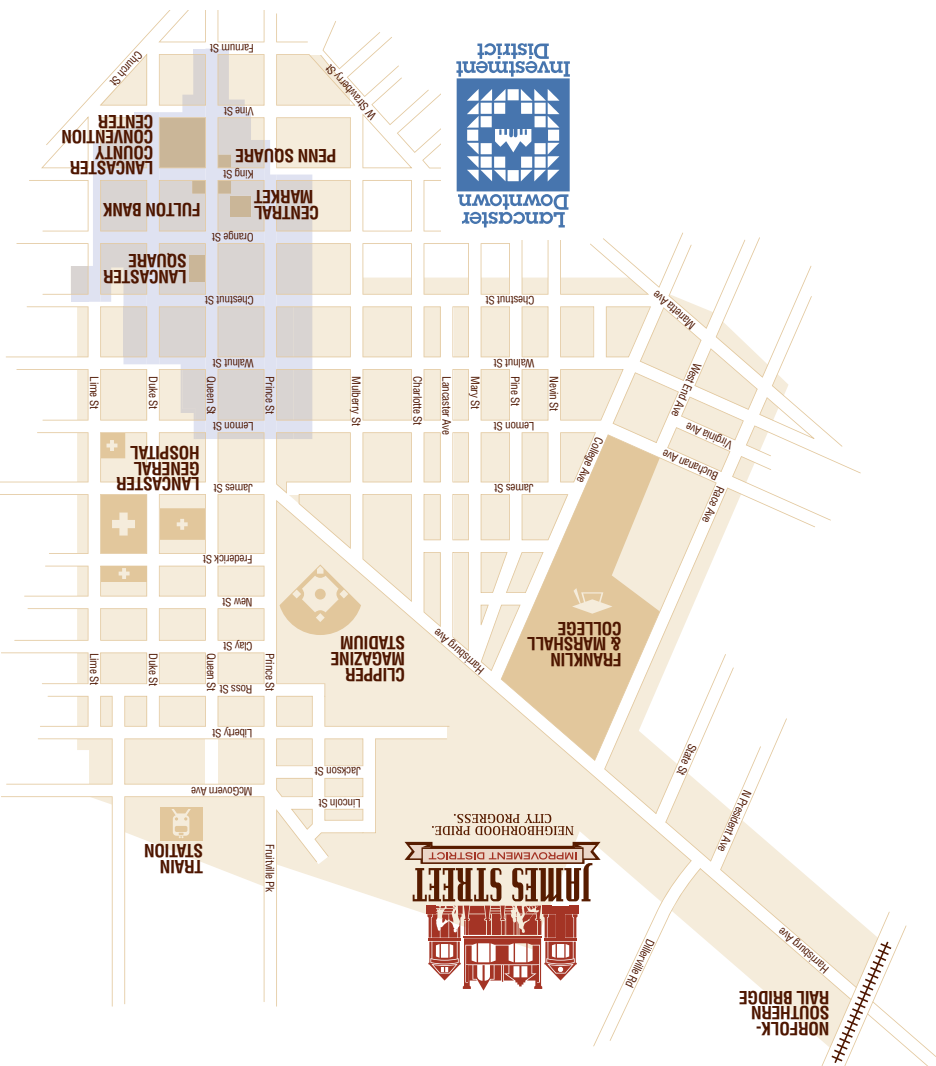 NORFOLK-
SOUTHERN
RAIL BRIDGE
Harrisburg Ave
Dillerville Rd
JAMES STREET
IMPROVEMENT DISTRICT
NEIGHBORHOOD PRIDE.
CITY PROGRESS.
Fruitville Pk
TRAIN
STATION
N President Ave
State St
Lincoln St
Jackson St
McGovern Ave
Liberty St
Ross St
Prince St
Queen St
Duke St
Lime St
Harrisburg Ave
CLIPPER
MAGAZINE
STADIUM
Clay St
FRANKLIN
& MARSHALL
COLLEGE
New St
Frederick St
Race Ave
James St
James St
LANCASTER
GENERAL
HOSPITAL
Buchanan Ave
College Ave
Virginia Ave
Lemon St
Lemon St
West End Ave
Nevin St
Pine St
Mary St
Lancaster Ave
Charlotte St
Mulberry St
Prince St
Queen St
Duke St
Lime St
Walnut St
Walnut St
Marietta Ave
Chestnut St
Chestnut St
LANCASTER
SQUARE
Orange St
Lancaster
Downtown
Investment
District
CENTRAL
MARKET
FULTON BANK
King St
PENN SQUARE
LANCASTER
COUNTY
CONVENTION
CENTER
Vine St
W Strawberry St
Church St
Farnum St